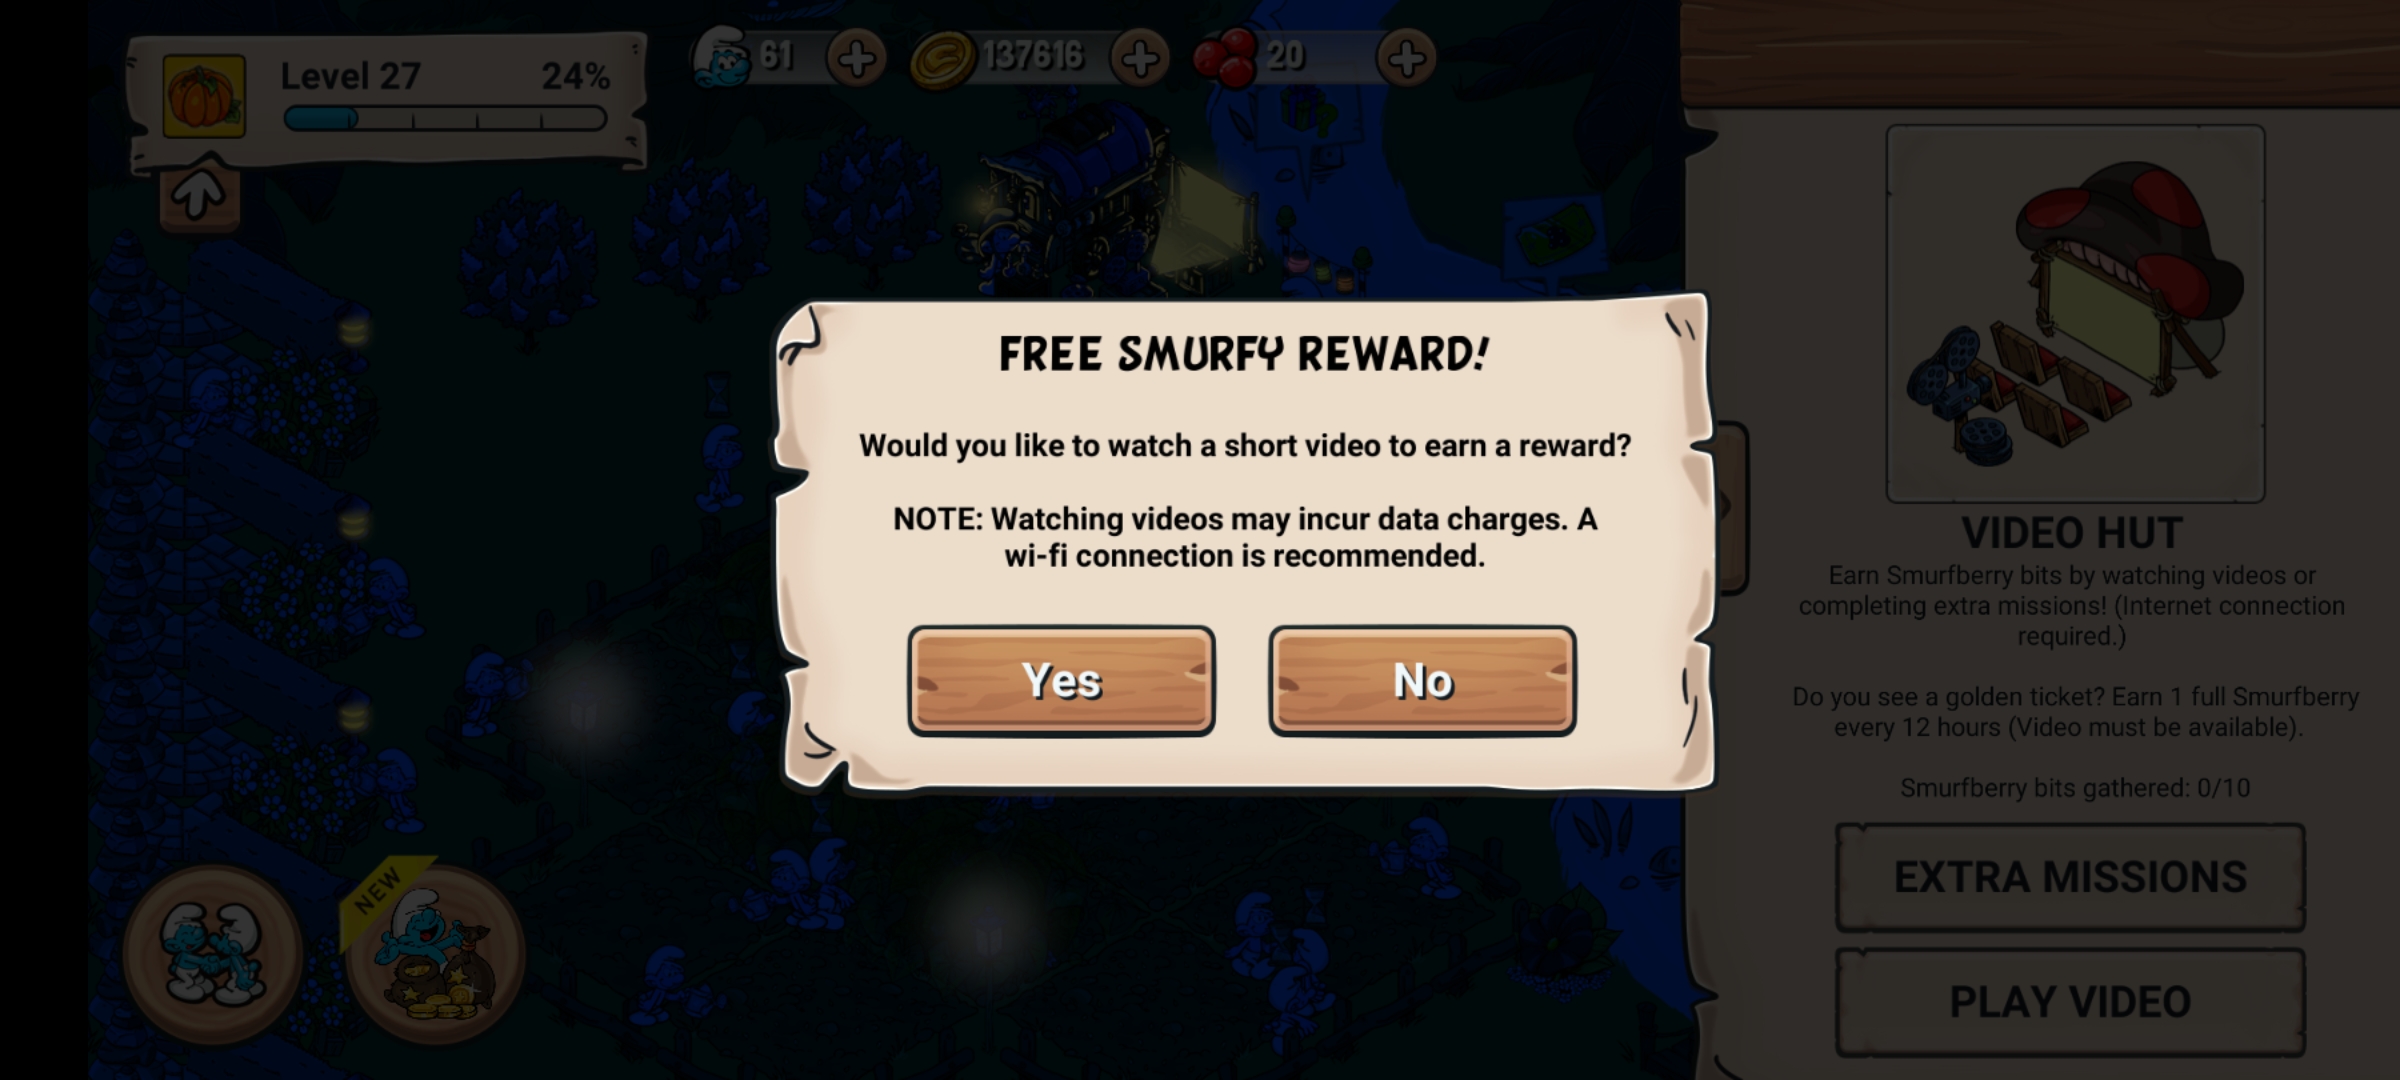 Level 27
24%
61
137616
20
FREE SMURFY REWARD!
Would you like to watch a short video to earn a reward?
NOTE: Watching videos may incur data charges. A
wi-fi connection is recommended.
Yes
No
VIDEO HUT
Earn Smurfberry bits by watching videos or
completing extra missions! (Internet connection
required.)
Do you see a golden ticket? Earn 1 full Smurfberry
every 12 hours (Video must be available).
Smurfberry bits gathered: 0/10
EXTRA MISSIONS
PLAY VIDEO
NEW